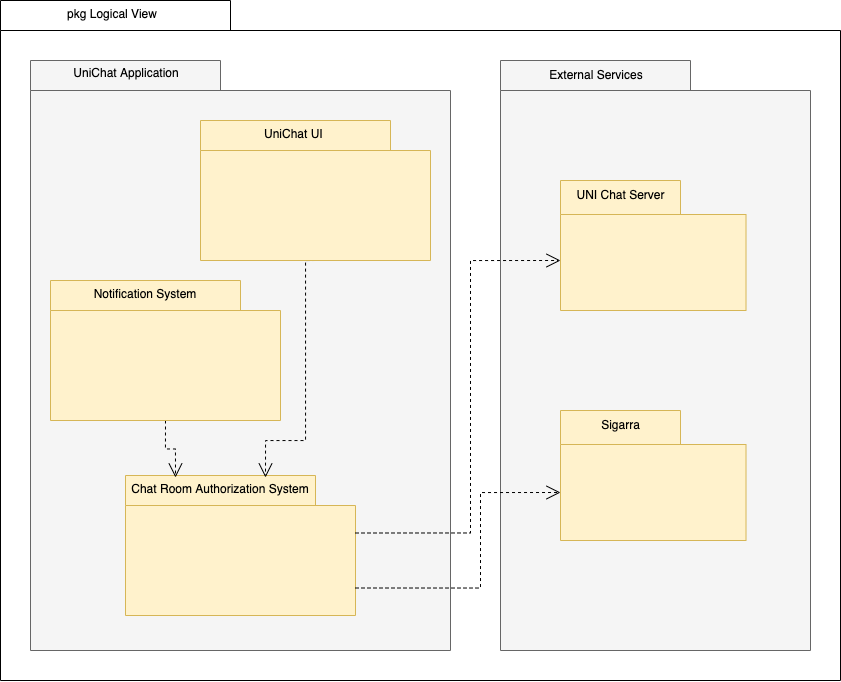 pkg Logical View
UniChat Application
External Services
UniChat UI
UNI Chat Server
Notification System
Sigarra
Chat Room Authorization System